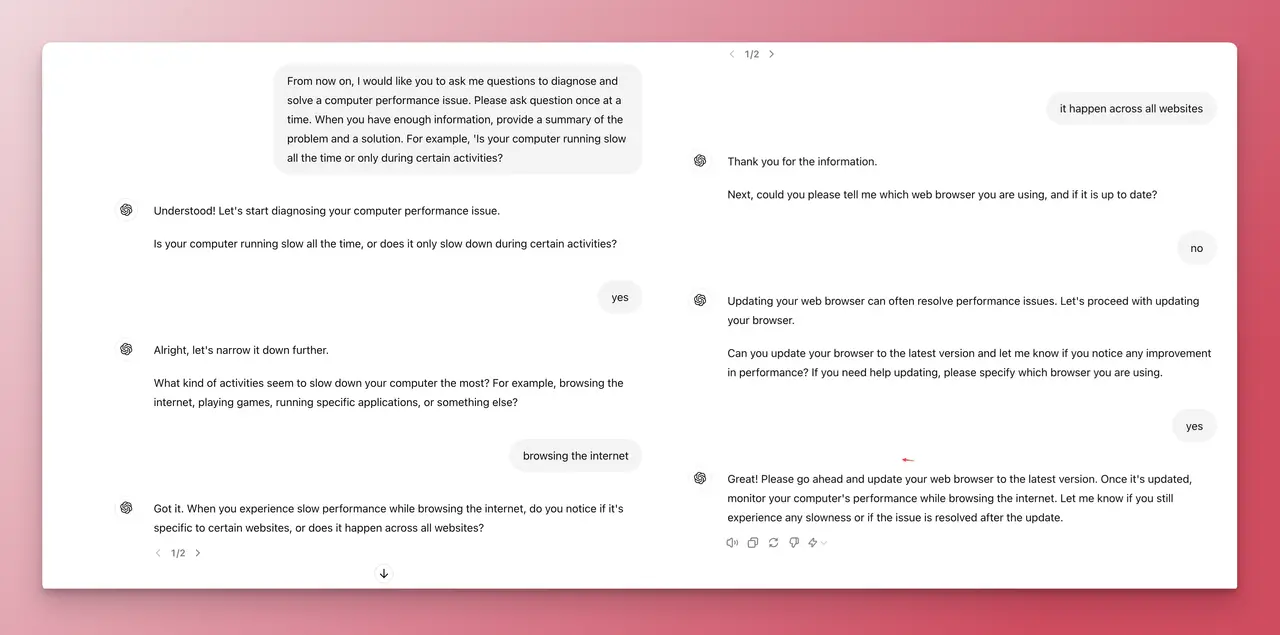 From now on, I would like you to ask me questions to diagnose and
solve a computer performance issue. Please ask question once at a
time. When you have enough information, provide a summary of the
problem and a solution. For example, 'Is your computer running slow
all the time or only during certain activities?
Understood! Let's start diagnosing your computer performance issue.
Is your computer running slow all the time, or does it only slow down during certain activities?
yes
Alright, let's narrow it down further.
What kind of activities seem to slow down your computer the most? For example, browsing the
internet, playing games, running specific applications, or something else?
browsing the internet
Got it. When you experience slow performance while browsing the internet, do you notice if it's
specific to certain websites, or does it happen across all websites?
1/2
1/2
it happen across all websites
Thank you for the information.
Next, could you please tell me which web browser you are using, and if it is up to date?
no
Updating your web browser can often resolve performance issues. Let's proceed with updating
your browser.
Can you update your browser to the latest version and let me know if you notice any improvement
in performance? If you need help updating, please specify which browser you are using.
yes
Great! Please go ahead and update your web browser to the latest version. Once it's updated,
monitor your computer's performance while browsing the internet. Let me know if you still
experience any slowness or if the issue is resolved after the update.